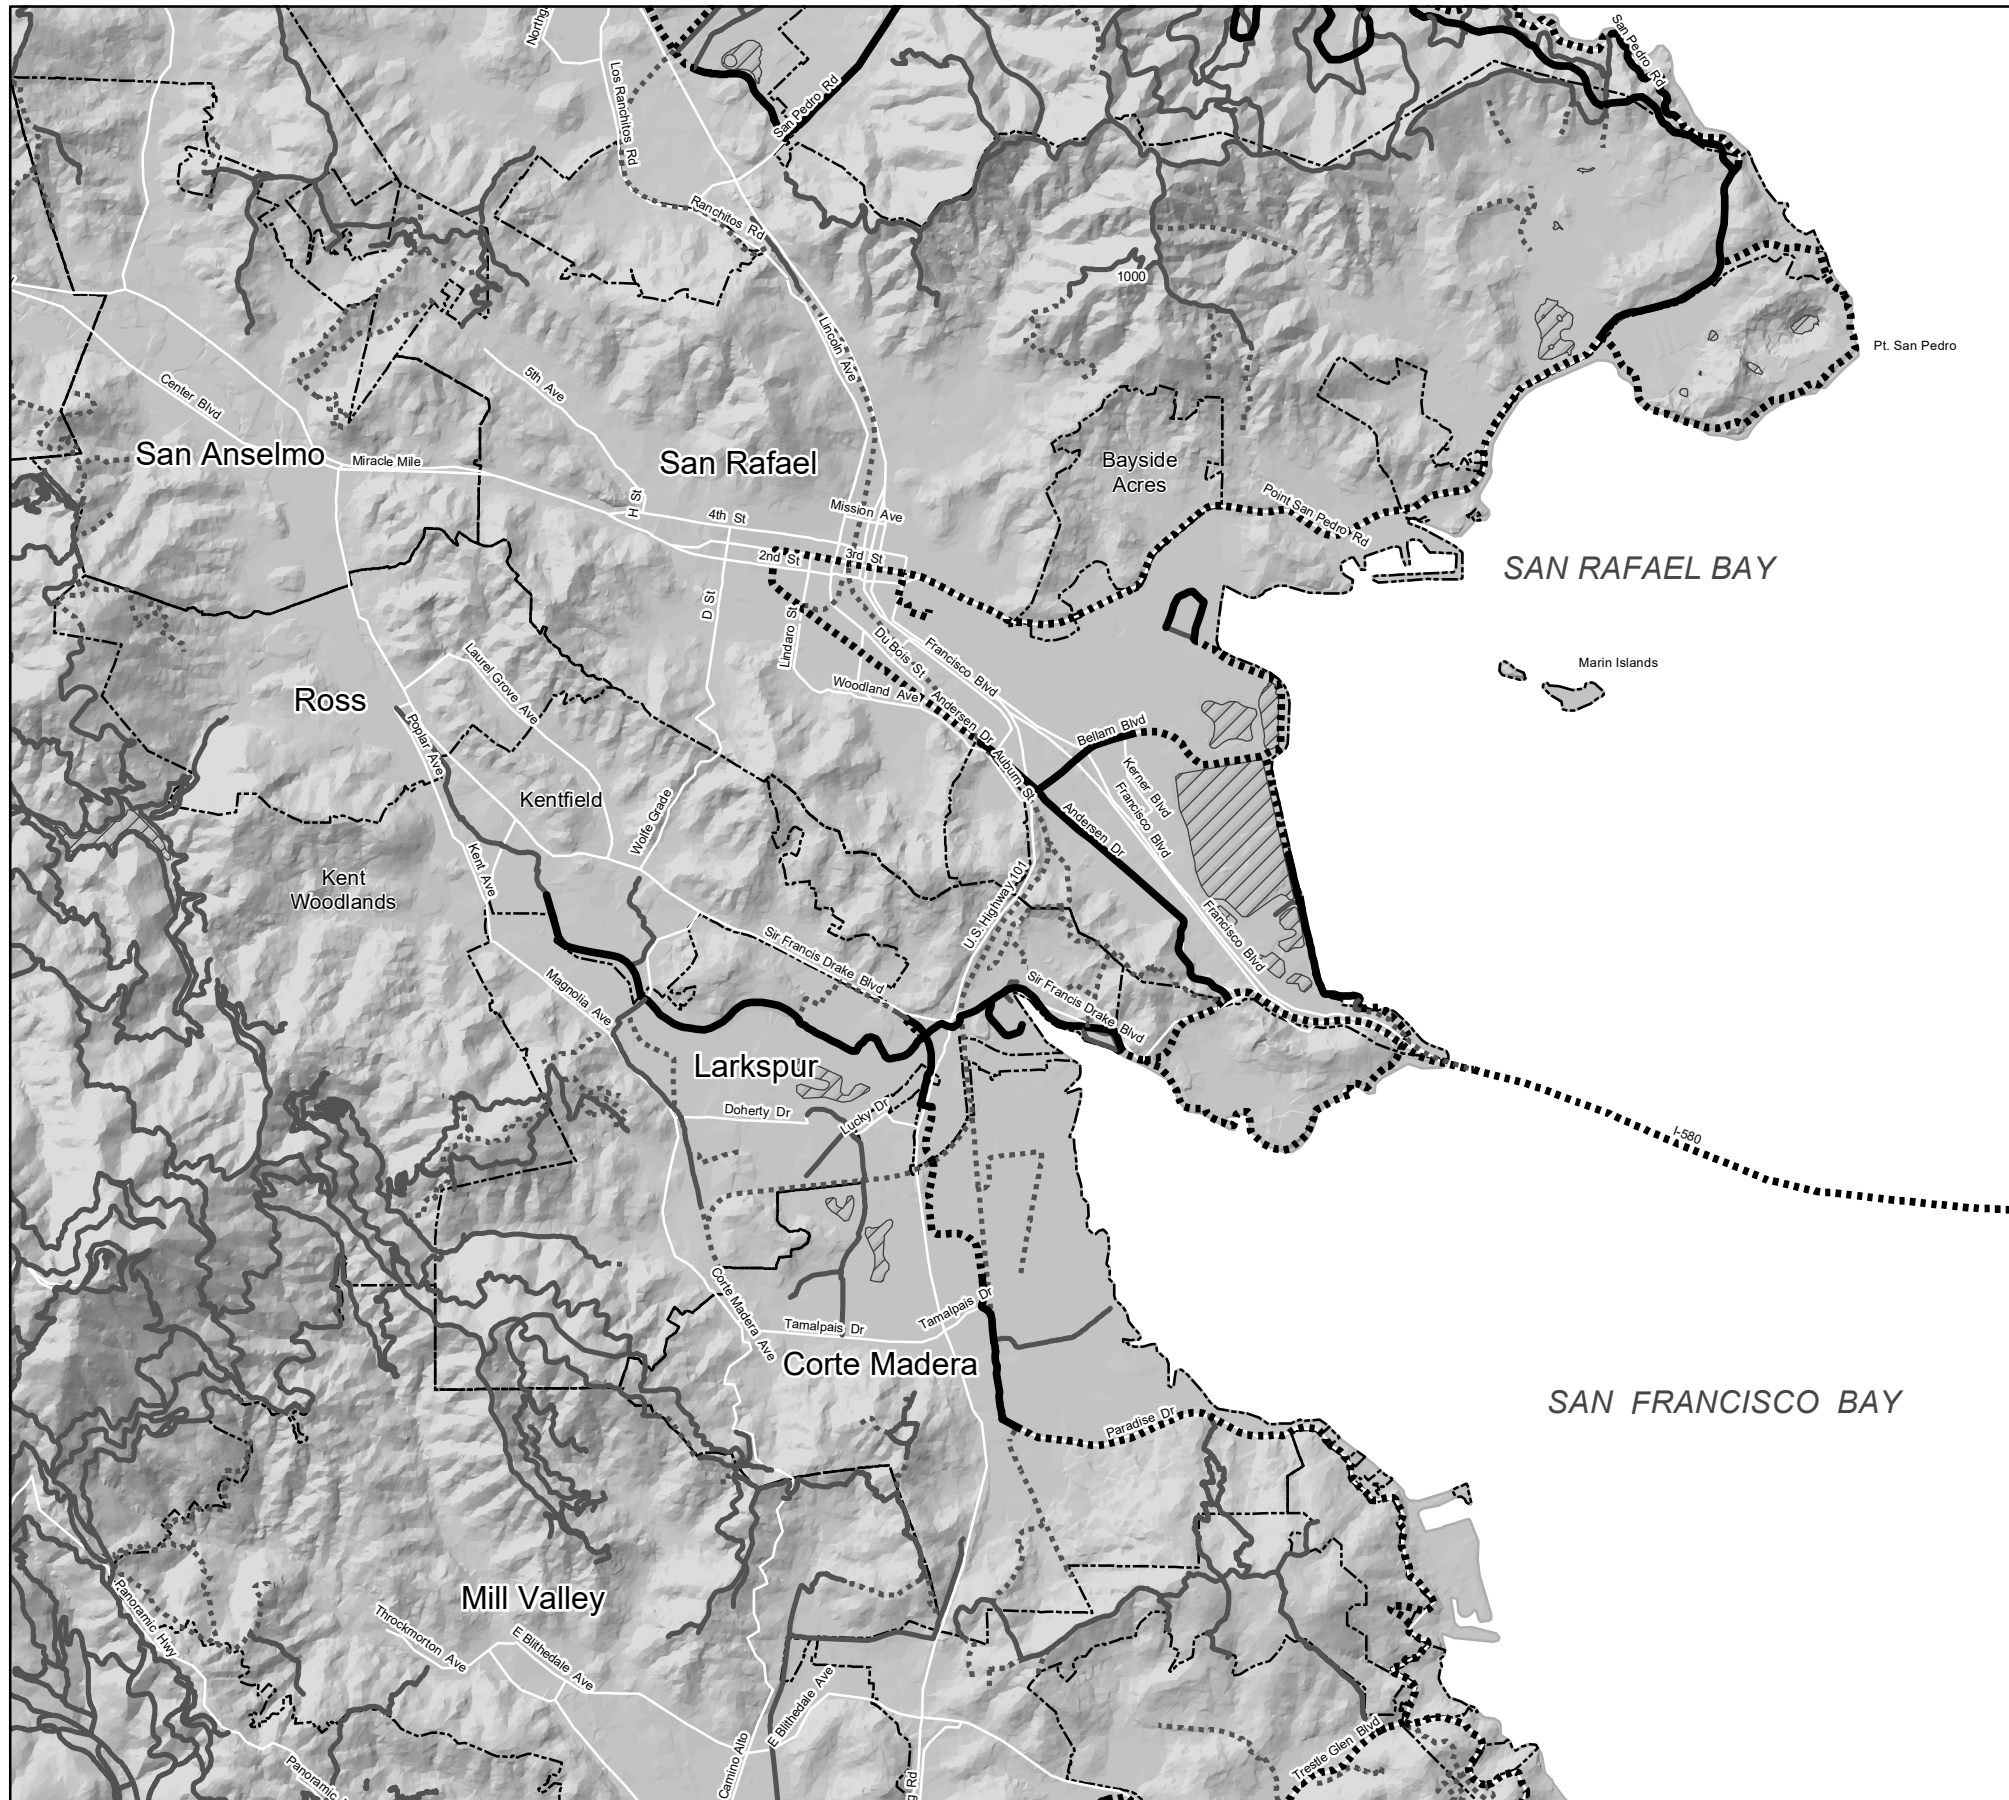 San Pedro Rd
Northg
Los Ranchitos Rd
San Pedro Rd
Ranchitos Rd
1000
Lincoln Ave
Pt. San Pedro
5th Ave
Center Blvd
San Anselmo
Miracle Mile
San Rafael
Bayside
Acres
H St
4th St
Mission Ave
Point San Pedro Rd
2nd St
3rd St
SAN RAFAEL BAY
D St
Lindaro St
Du Bois St
Francisco Blvd
Laurel Grove Ave
Marin Islands
Ross
Woodland Ave
Andersen Dr
Poplar Ave
Bellam Blvd
Auburn St
Kerner Blvd
Francisco Blvd
Kentfield
Wolfe Grade
Andersen Dr
Kent Ave
Kent
Woodlands
U.S. Highway 101
Francisco Blvd
Sir Francis Drake Blvd
Magnolia Ave
Sir Francis Drake Blvd
Larkspur
Doherty Dr
Lucky Dr
I-580
Corte Madera Ave
Tamalpais Dr
Tamalpais Dr
Corte Madera
SAN FRANCISCO BAY
Paradise Dr
Panoramic Hwy
Mill Valley
Throckmorton Ave
E Blithedale Ave
E Blithedale Ave
Camino Alto
Trestle Glen Blvd
Panoramic
g Rd